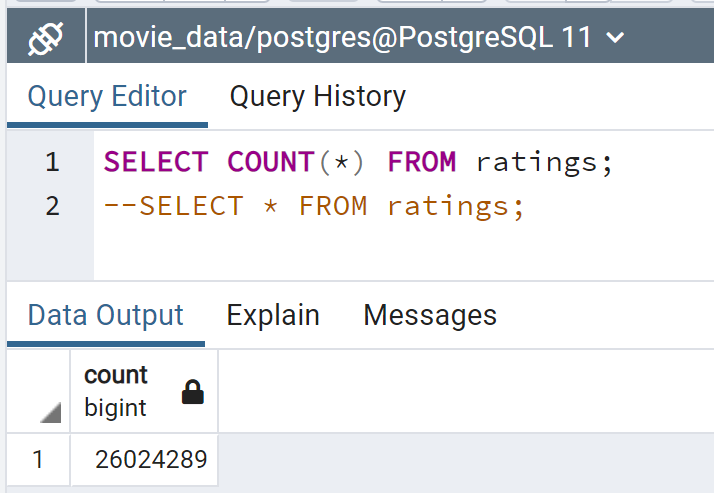 movie_data/postgres@PostgreSQL 11
Query Editor Query History
1 SELECT COUNT(*) FROM ratings;
2 --SELECT * FROM ratings;
Data Output Explain Messages
count
bigint
1 26024289